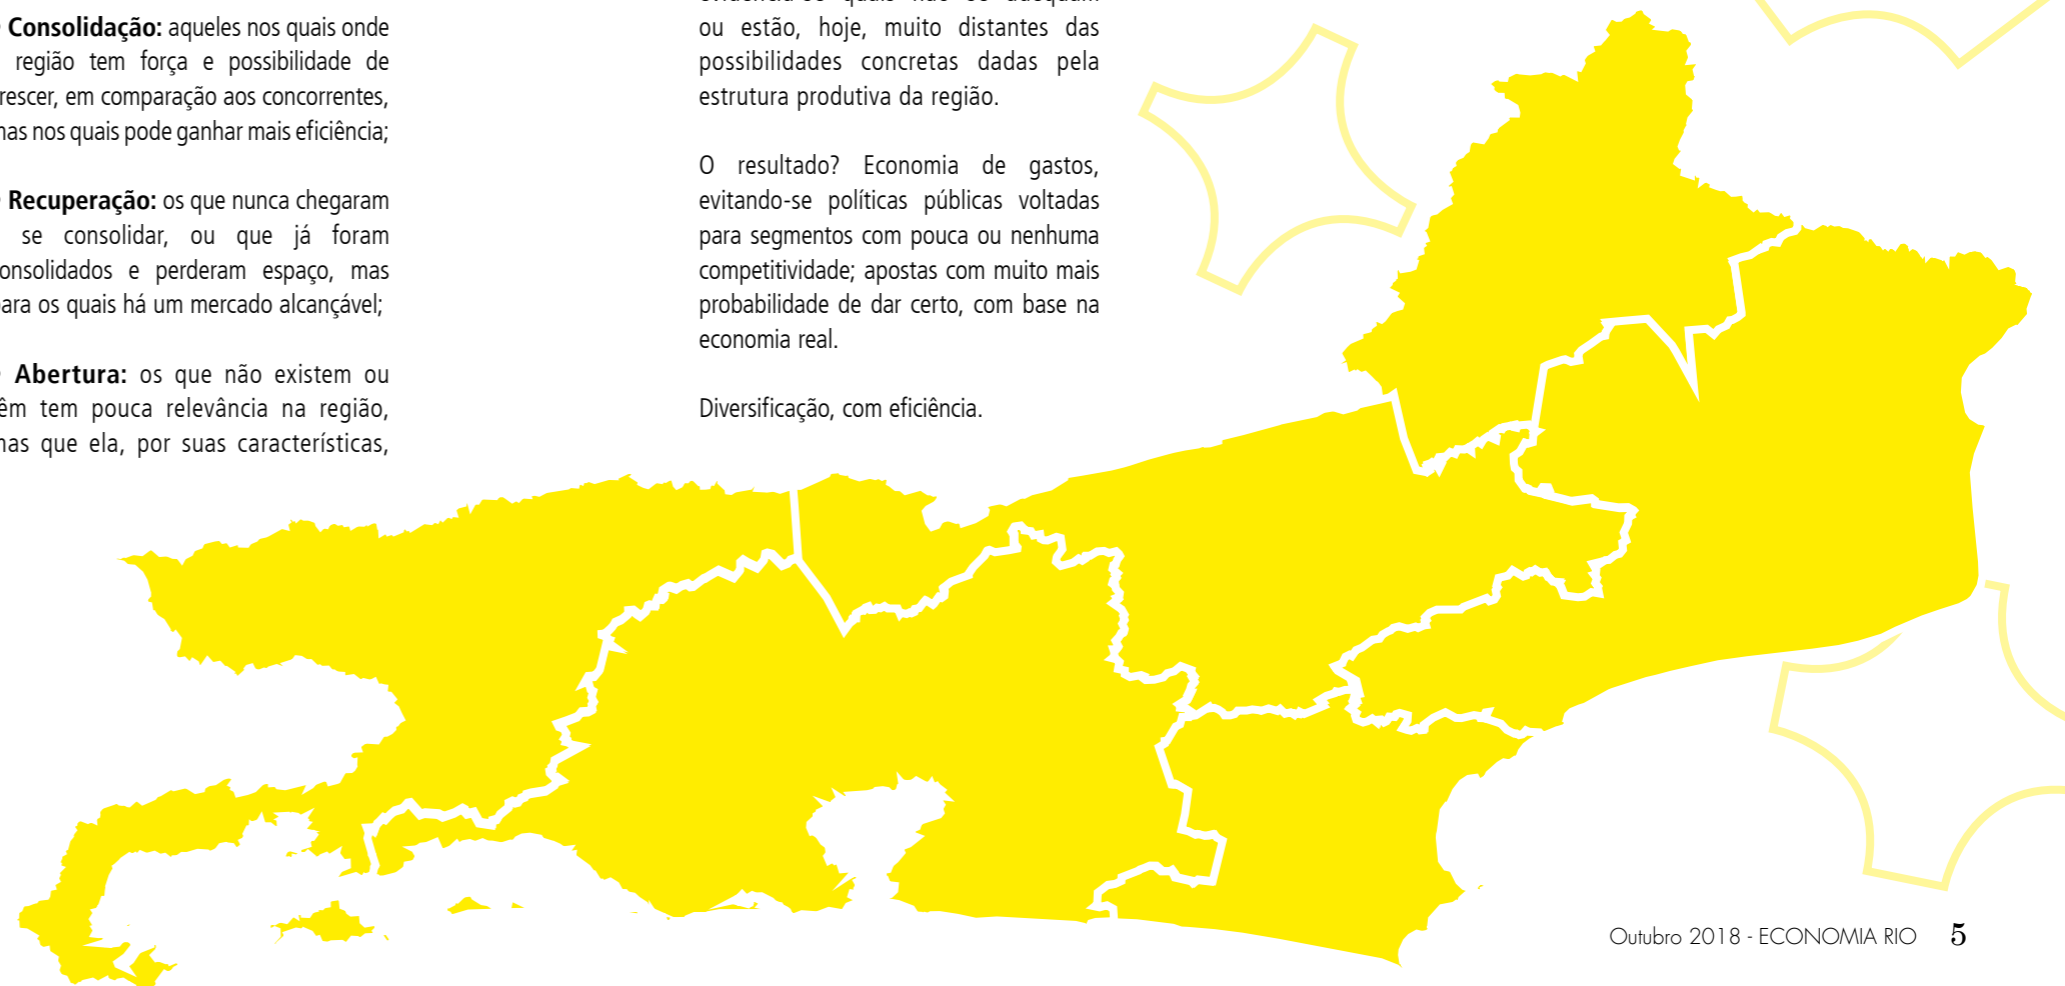 Consolidação: aqueles nos quais onde
região tem força e possibilidade de
rescer, em comparação aos concorrentes,
nas nos quais pode ganhar mais eficiência;
Recuperação: os que nunca chegaram
se consolidar, ou que já foram
onsolidados e perderam espaço, mas
ara os quais há um mercado alcançável;
Abertura: os que não existem ou
êm tem pouca relevância na região,
nas que ela, por suas características,
ou estão, hoje, muito distantes das
possibilidades concretas dadas pela
estrutura produtiva da região.
O resultado? Economia de gastos,
evitando-se políticas públicas voltadas
para segmentos com pouca ou nenhuma
competitividade; apostas com muito mais
probabilidade de dar certo, com base na
economia real.
Diversificação, com eficiência.
Outubro 2018 - ECONOMIA RIO 5